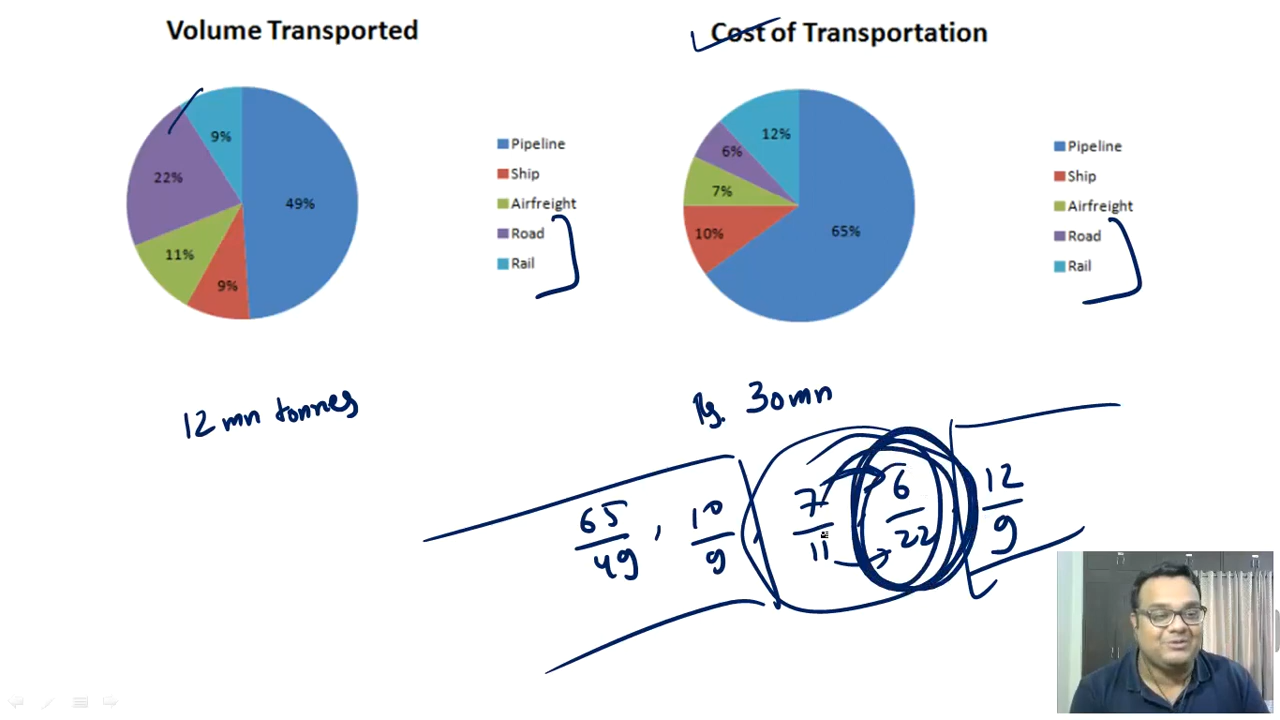 Volume Transported
9%
22%
49%
11%
9%
Pipeline
Ship
Airfreight
Road
Rail
Cost of Transportation
12%
6%
7%
10%
65%
Pipeline
Ship
Airfreight
Road
Rail
12 mn tonnes
Rs. 30mn
65/49, 10/9, 7/11, 6/22, 12/9